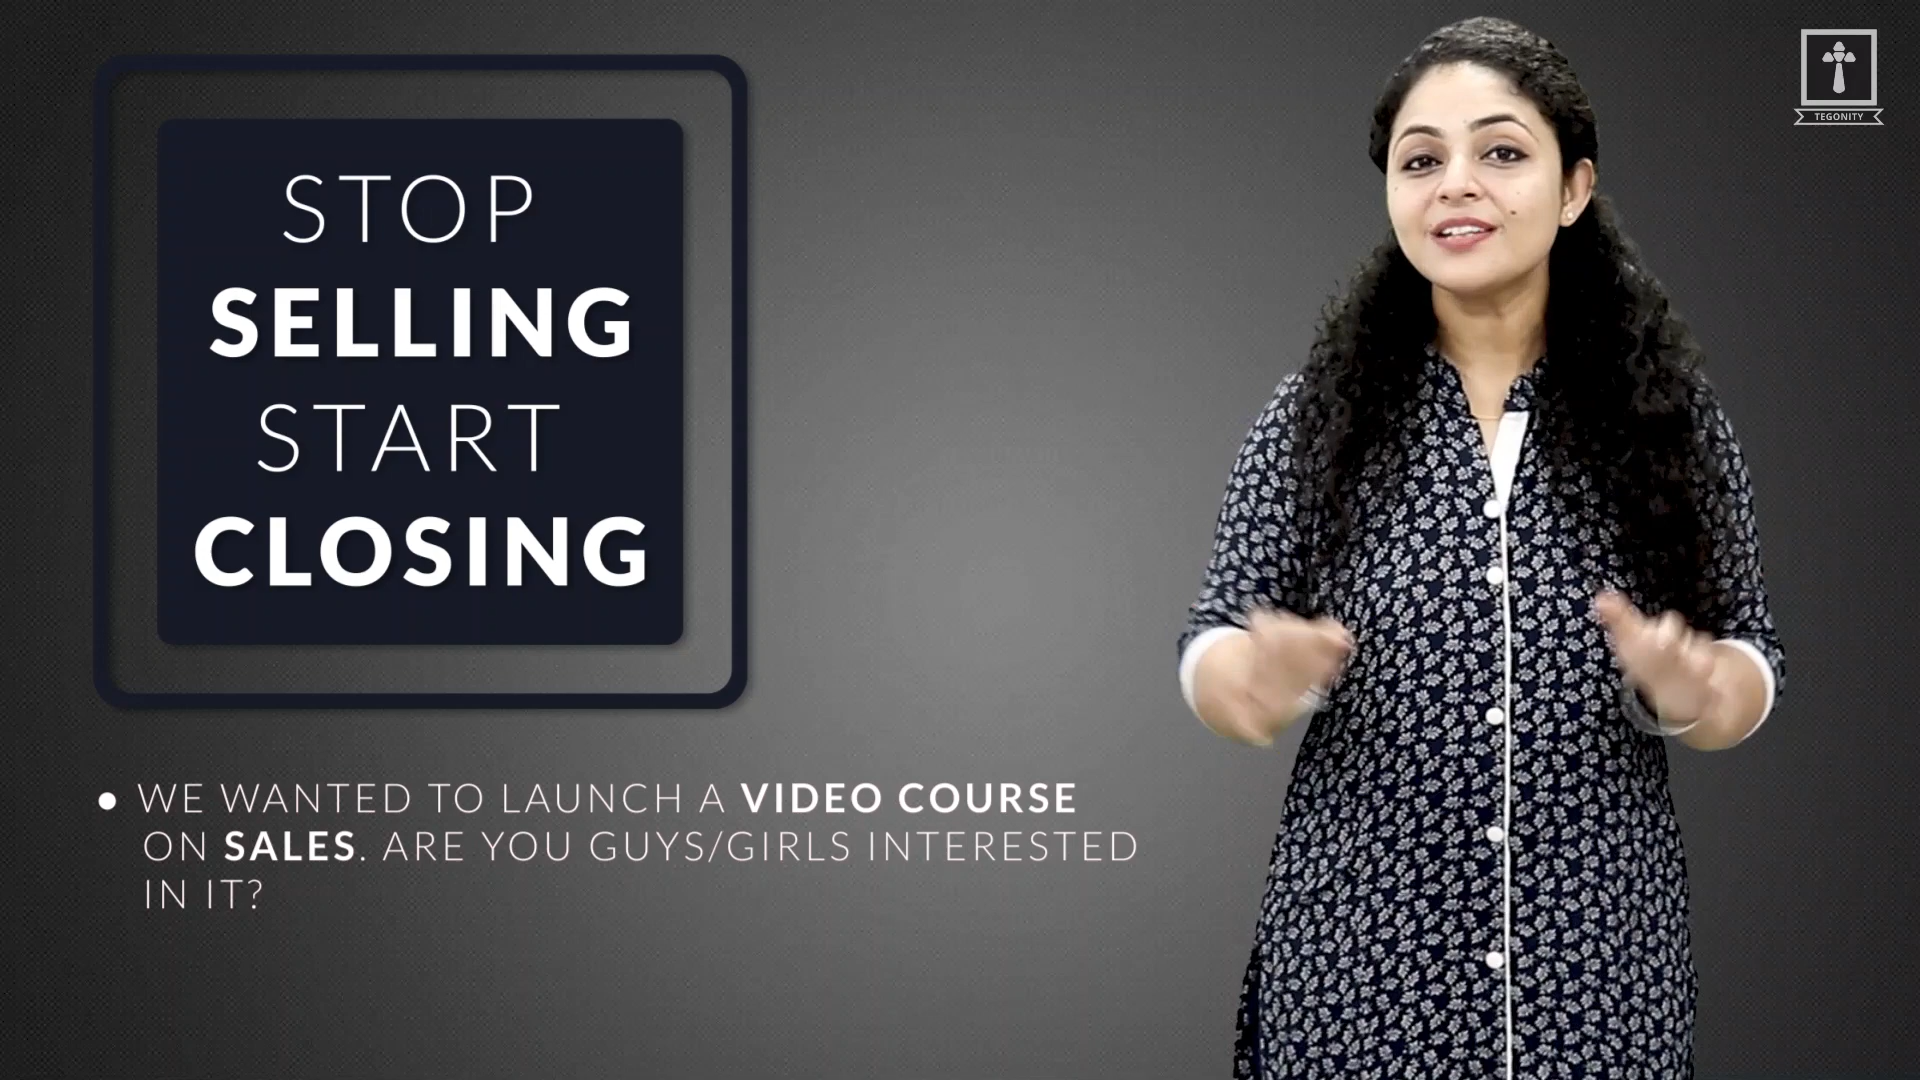 STOP
SELLING
START
CLOSING
• WE WANTED TO LAUNCH A VIDEO COURSE
ON SALES. ARE YOU GUYS/GIRLS INTERESTED
IN IT?
TEGONITY